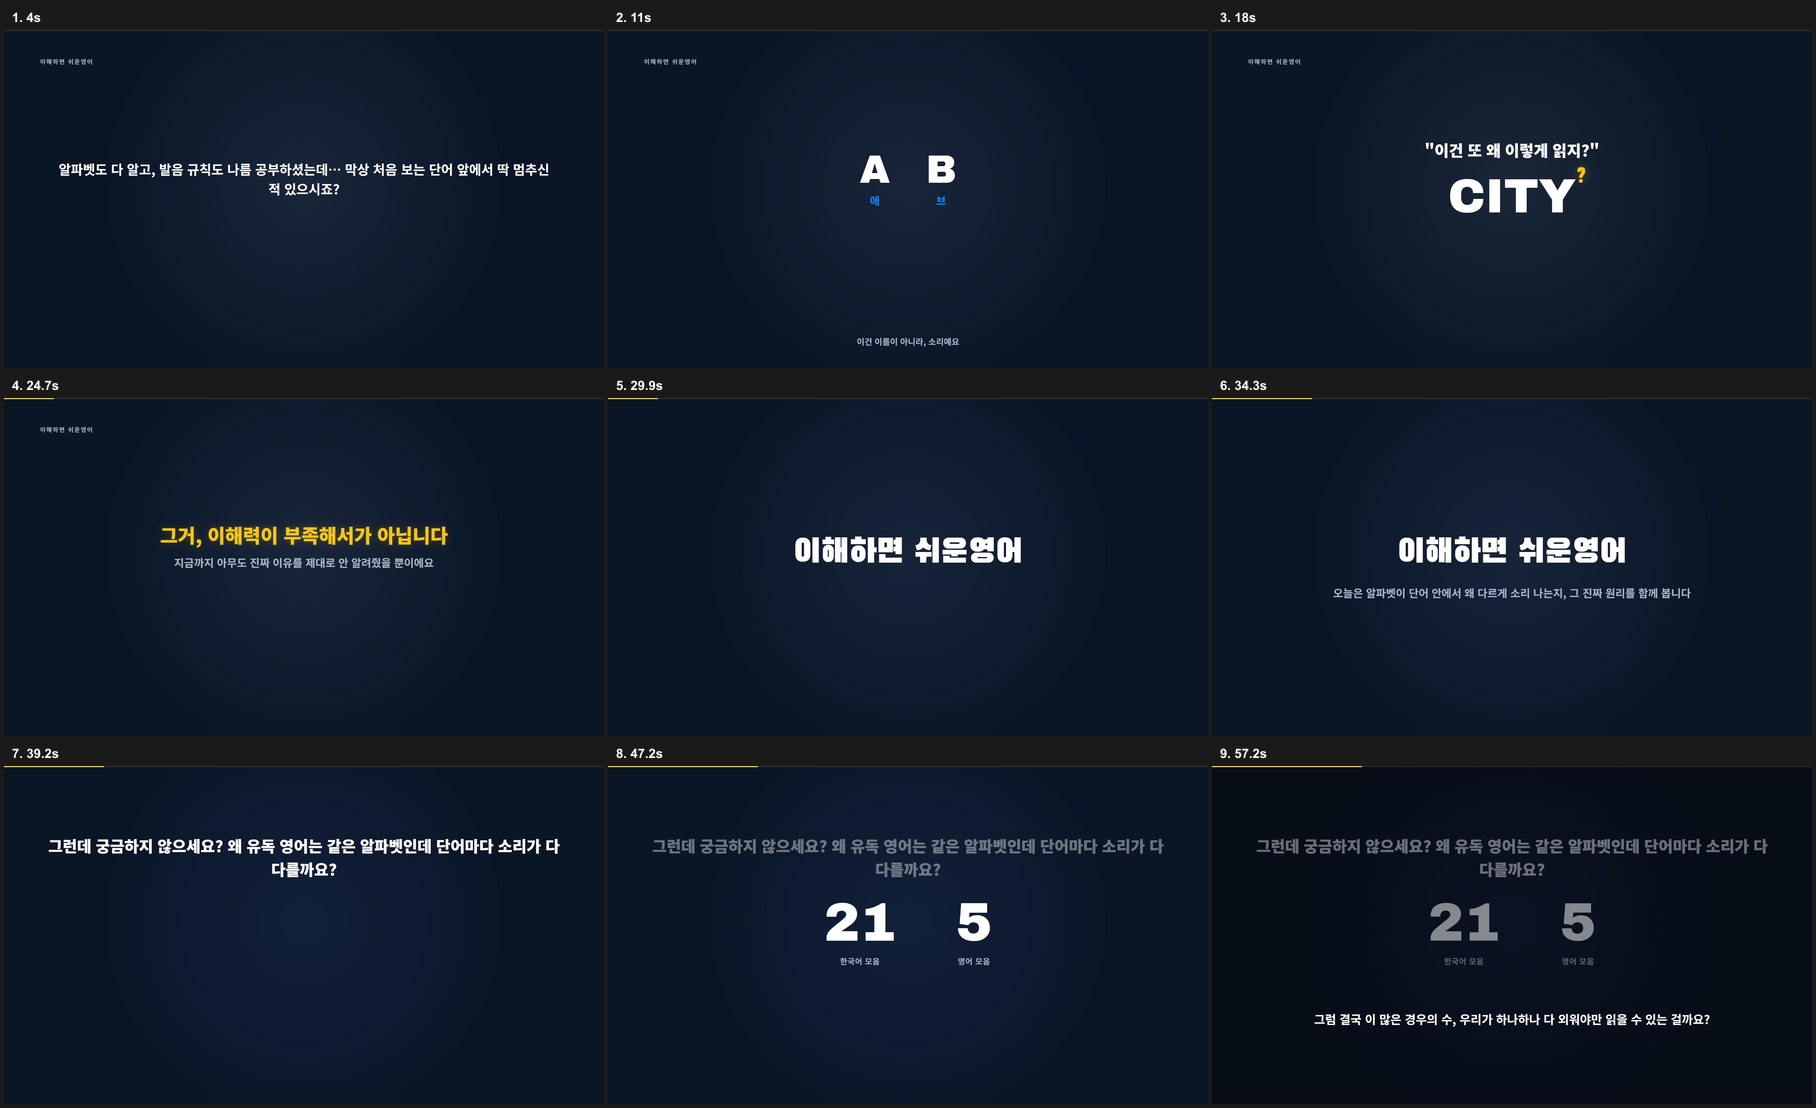 1. 4s
이해하면 쉬운영어
알파벳도 다 알고, 발음 규칙도 나름 공부하셨는데… 막상 처음 보는 단어 앞에서 딱 멈추신
적 있으시죠?
2. 11s
이해하면 쉬운영어
A B
애 브
이건 이름이 아니라, 소리예요
3. 18s
이해하면 쉬운영어
"이건 또 왜 이렇게 읽지?"
CITY?
4. 24.7s
이해하면 쉬운영어
그거, 이해력이 부족해서가 아닙니다
지금까지 아무도 진짜 이유를 제대로 안 알려줬을 뿐이에요
5. 29.9s
이해하면 쉬운영어
6. 34.3s
이해하면 쉬운영어
오늘은 알파벳이 단어 안에서 왜 다르게 소리 나는지, 그 진짜 원리를 함께 봅니다
7. 39.2s
그런데 궁금하지 않으세요? 왜 유독 영어는 같은 알파벳인데 단어마다 소리가 다
다를까요?
8. 47.2s
그런데 궁금하지 않으세요? 왜 유독 영어는 같은 알파벳인데 단어마다 소리가 다
다를까요?
21 5
한국어 모음 영어 모음
9. 57.2s
그런데 궁금하지 않으세요? 왜 유독 영어는 같은 알파벳인데 단어마다 소리가 다
다를까요?
21 5
한국어 모음 영어 모음
그럼 결국 이 많은 경우의 수, 우리가 하나하나 다 외워야만 읽을 수 있는 걸까요?